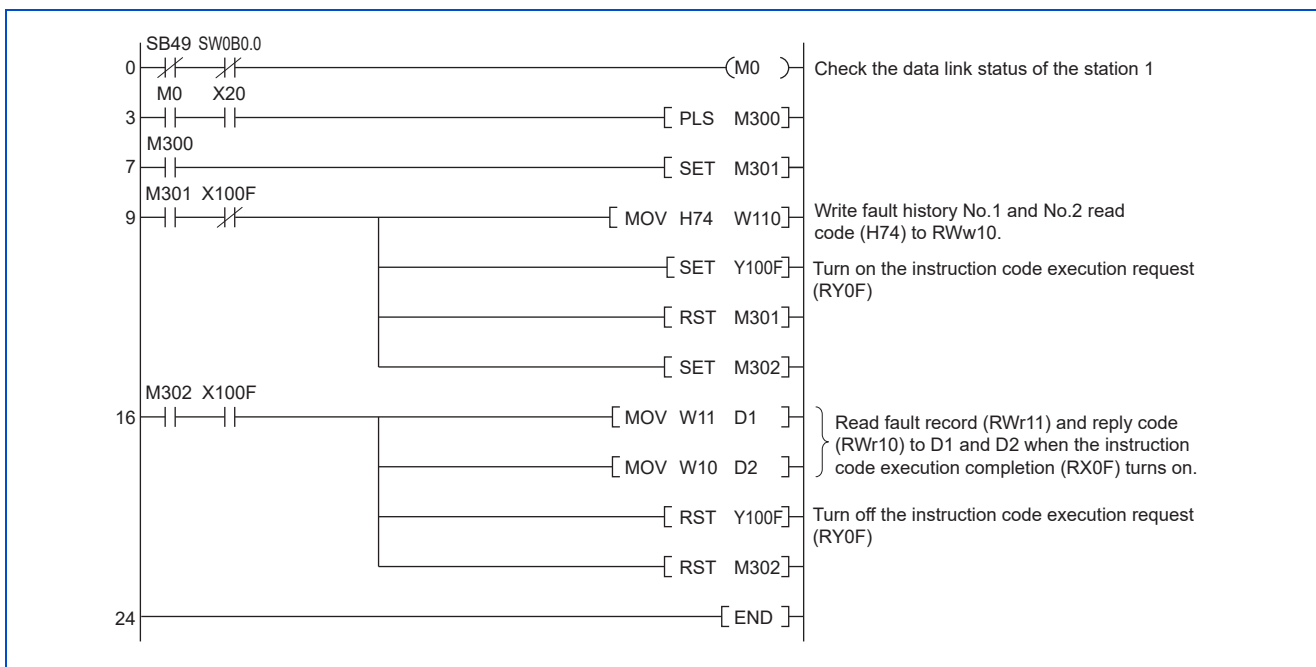 SB49 SW0B0.0
0 (M0 ) Check the data link status of the station 1
M0 X20
3 [ PLS M300]
M300
7 [ SET M301]
M301 X100F
9 [ MOV H74 W110] Write fault history No.1 and No.2 read
code (H74) to RWw10.
[ SET Y100F] Turn on the instruction code execution request
(RY0F)
[ RST M301]
[ SET M302]
M302 X100F
16 [ MOV W11 D1 ] Read fault record (RWr11) and reply code
(RWr10) to D1 and D2 when the instruction
[ MOV W10 D2 ] code execution completion (RX0F) turns on.
[ RST Y100F] Turn off the instruction code execution request
(RY0F)
[ RST M302]
24 [ END ]